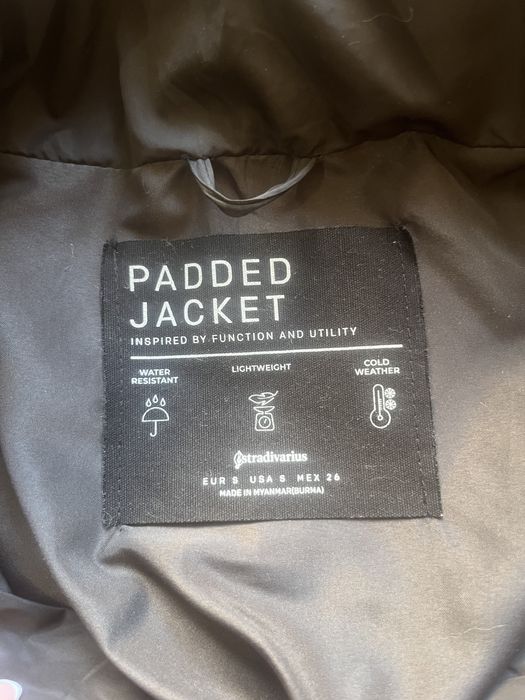 PADDED
JACKET
INSPIRED BY FUNCTION AND UTILITY
WATER
RESISTANT
LIGHTWEIGHT
COLD
WEATHER
stradivarius
EUR S USA S MEX 26
MADE IN MYANMAR(BURMA)